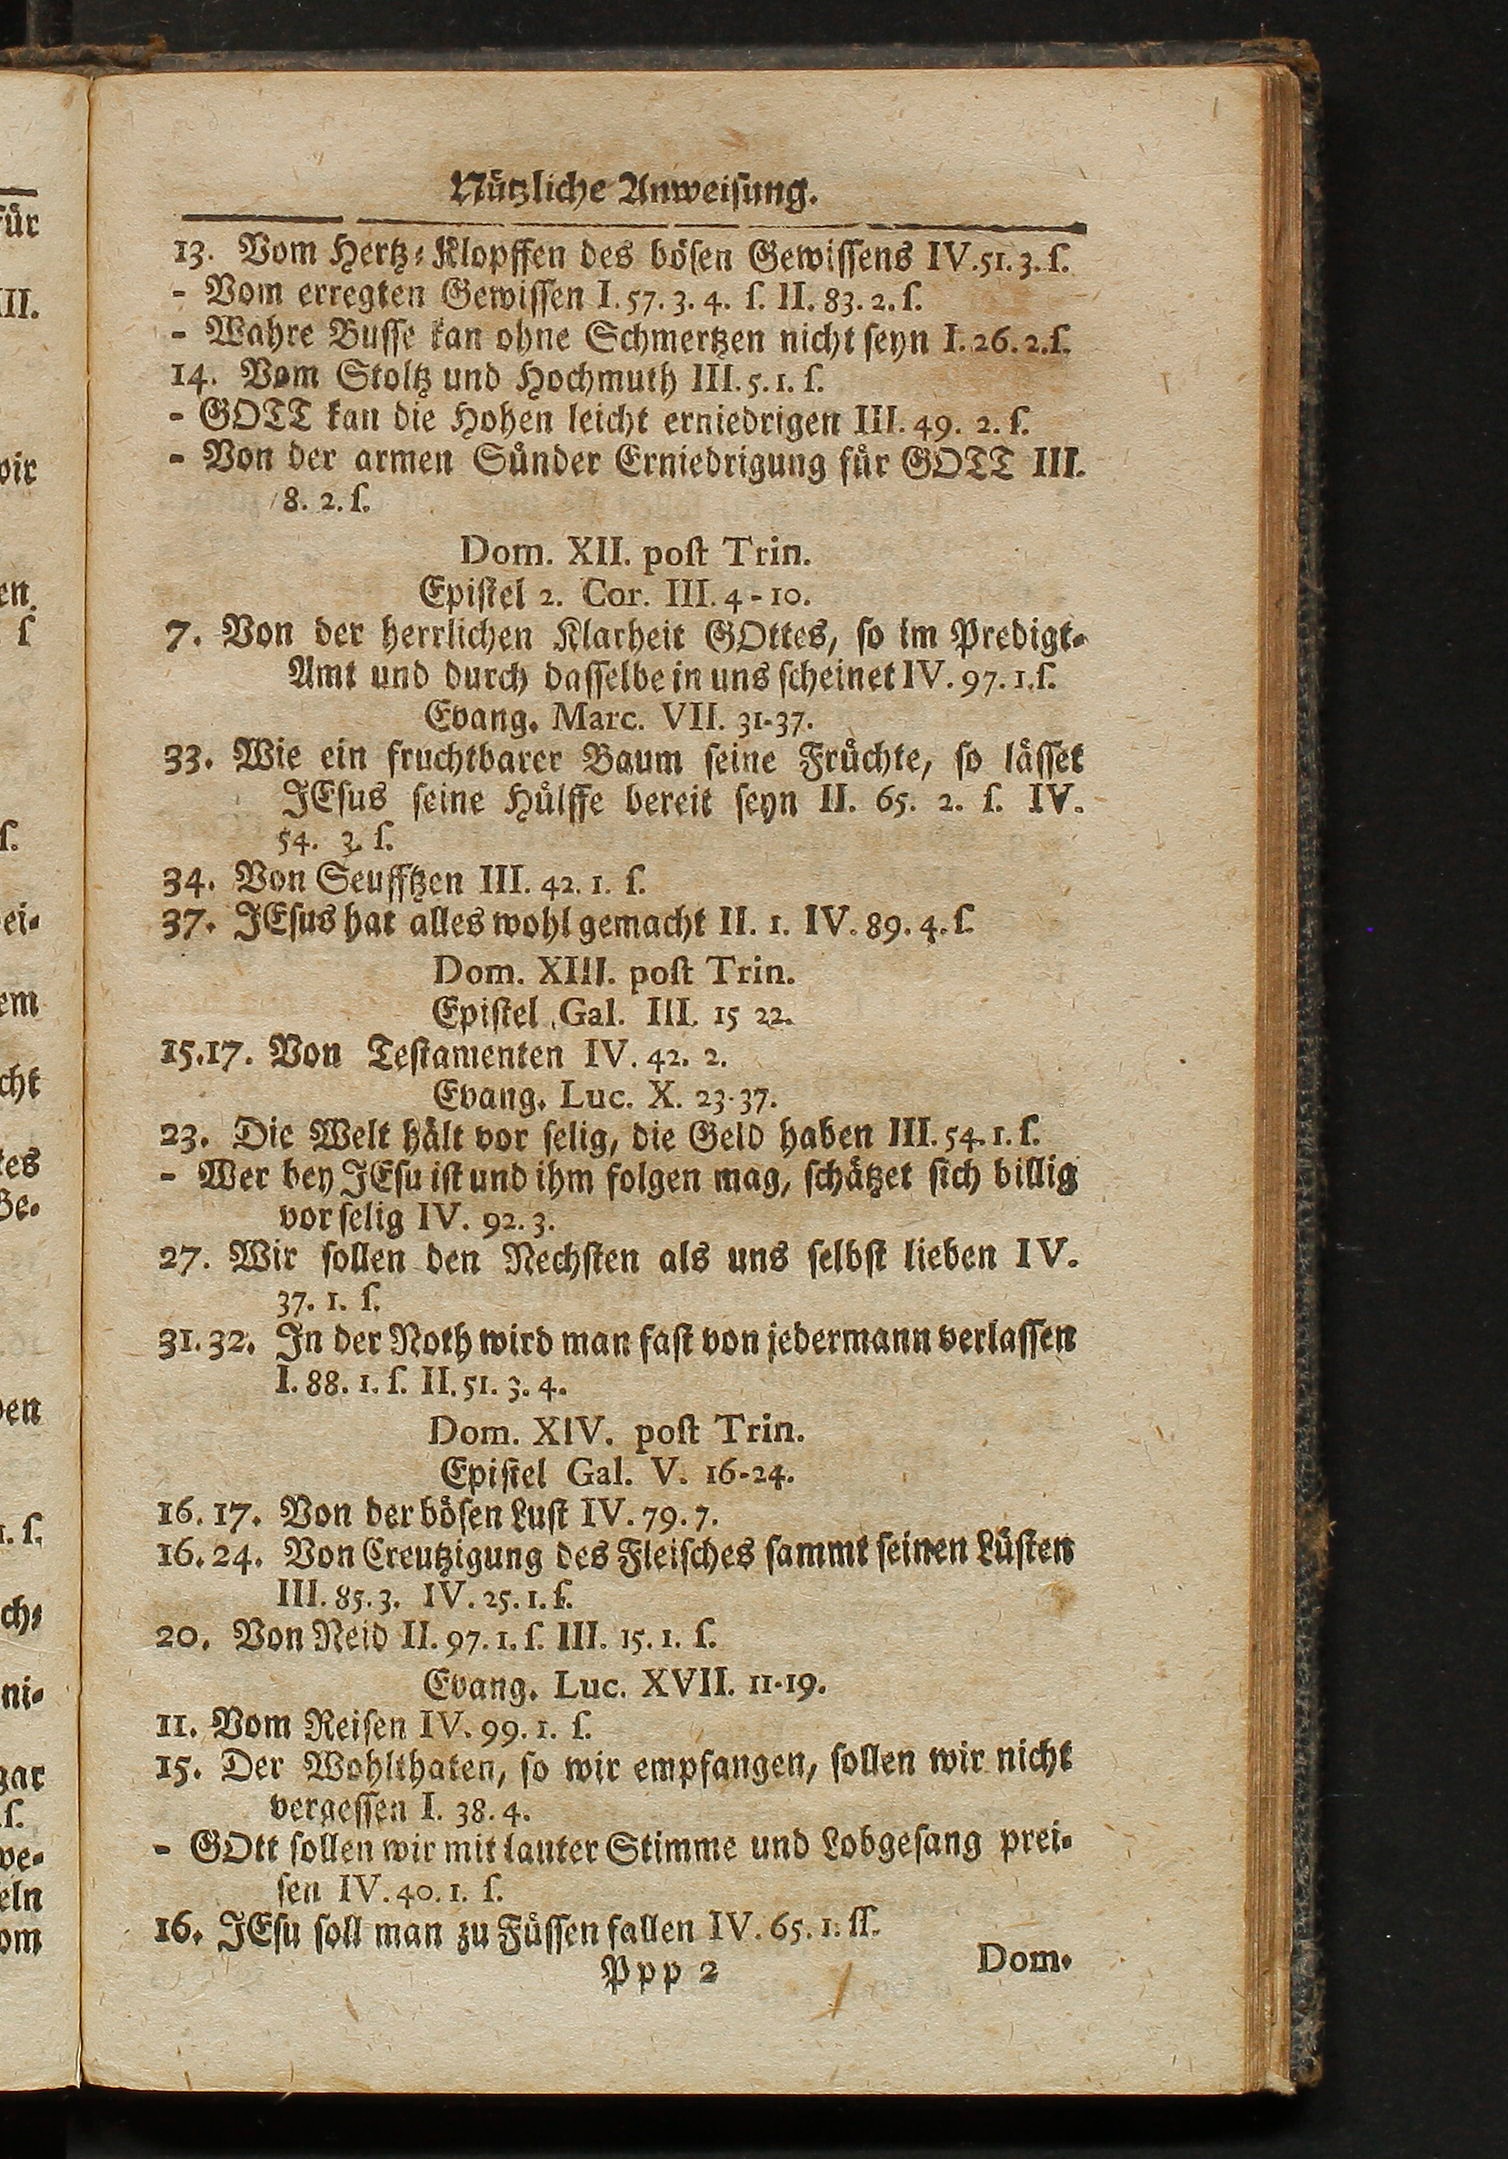 Nützliche Anweiſung.
13. Vom Hertz-Klopffen des böſen Gewiſſens IV. 51. 3. ſ.
- Vom erregten Gewiſſen I. 57. 3. 4. ſ. II. 83. 2. ſ.
- Wahre Buſſe kan ohne Schmertzen nicht ſeyn I. 26. 2. ſ.
14. Vom Stoltz und Hochmuth III. 5. 1. ſ.
- GOTT kan die Hohen leicht erniedrigen III. 49. 2. ſ.
- Von der armen Sünder Erniedrigung für GOTT III.
8. 2. ſ.
Dom. XII. poſt Trin.
Epiſtel 2. Cor. III. 4-10.
7. Von der herrlichen Klarheit GOttes, ſo im Predigt-
Amt und durch daſſelbe in uns ſcheinet IV. 97. 1. ſ.
Evang. Marc. VII. 31-37.
33. Wie ein fruchtbarer Baum ſeine Früchte, ſo läſſet
JEſus ſeine Hülffe bereit ſeyn II. 65. 2. ſ. IV.
54. 3. ſ.
34. Von Seufftzen III. 42. 1. ſ.
37. JEſus hat alles wohl gemacht II. 1. IV. 89. 4. ſ.
Dom. XIII. poſt Trin.
Epiſtel Gal. III. 15 22.
15. 17. Von Teſtamenten IV. 42. 2.
Evang. Luc. X. 23-37.
23. Die Welt hält vor ſelig, die Geld haben III. 54. 1. ſ.
- Wer bey JEſu iſt und ihm folgen mag, ſchätzet ſich billig
vor ſelig IV. 92. 3.
27. Wir ſollen den Nechſten als uns ſelbſt lieben IV.
37. 1. ſ.
31. 32. In der Noth wird man faſt von jedermann verlaſſen
I. 88. 1. ſ. II. 51. 3. 4.
Dom. XIV. poſt Trin.
Epiſtel Gal. V. 16-24.
16. 17. Von der böſen Luſt IV. 79. 7.
16. 24. Von Creutzigung des Fleiſches ſammt ſeinen Lüſten
III. 85. 3. IV. 25. 1. ſ.
20. Von Neid II. 97. 1. ſ. III. 15. 1. ſ.
Evang. Luc. XVII. 11-19.
11. Vom Reiſen IV. 99. 1. ſ.
15. Der Wohlthaten, ſo wir empfangen, ſollen wir nicht
vergeſſen I. 38. 4.
- GOtt ſollen wir mit lauter Stimme und Lobgeſang prei-
ſen IV. 40. 1. ſ.
16. JEſu ſoll man zu Füſſen fallen IV. 65. 1. ſſ.
Ppp 2 Dom.